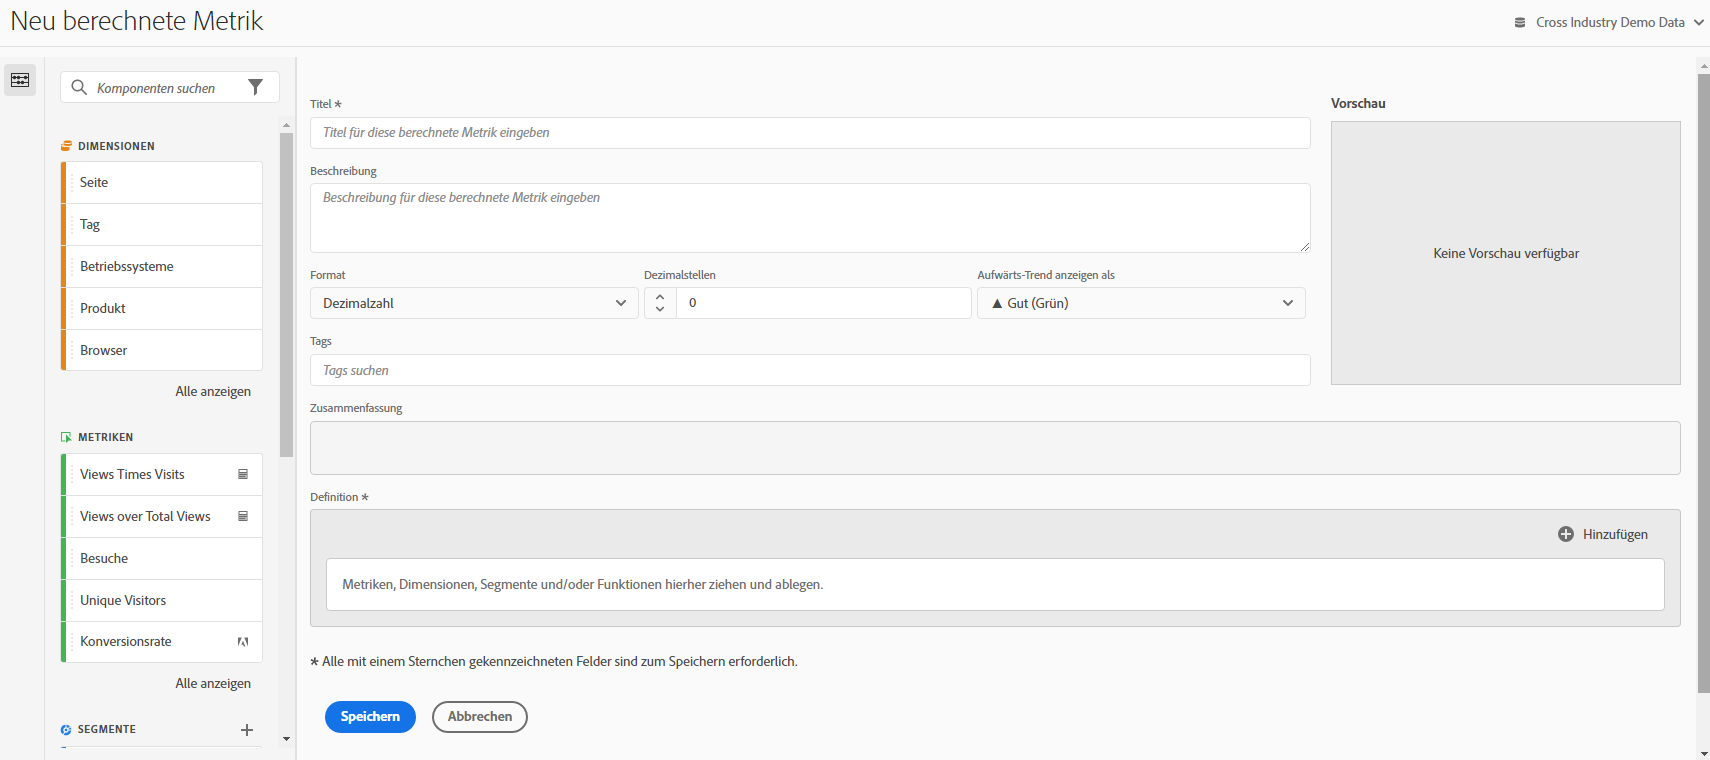 Neu berechnete Metrik
Cross Industry Demo Data
Komponenten suchen
DIMENSIONEN
Seite
Tag
Betriebssysteme
Produkt
Browser
Alle anzeigen
METRIKEN
Views Times Visits
Views over Total Views
Besuche
Unique Visitors
Konversionsrate
Alle anzeigen
SEGMENTE
Titel *
Titel für diese berechnete Metrik eingeben
Beschreibung
Beschreibung für diese berechnete Metrik eingeben
Format
Dezimalzahl
Dezimalstellen
0
Aufwärts-Trend anzeigen als
▲ Gut (Grün)
Tags
Tags suchen
Vorschau
Keine Vorschau verfügbar
Zusammenfassung
Definition *
Hinzufügen
Metriken, Dimensionen, Segmente und/oder Funktionen hierher ziehen und ablegen.
* Alle mit einem Sternchen gekennzeichneten Felder sind zum Speichern erforderlich.
Speichern
Abbrechen